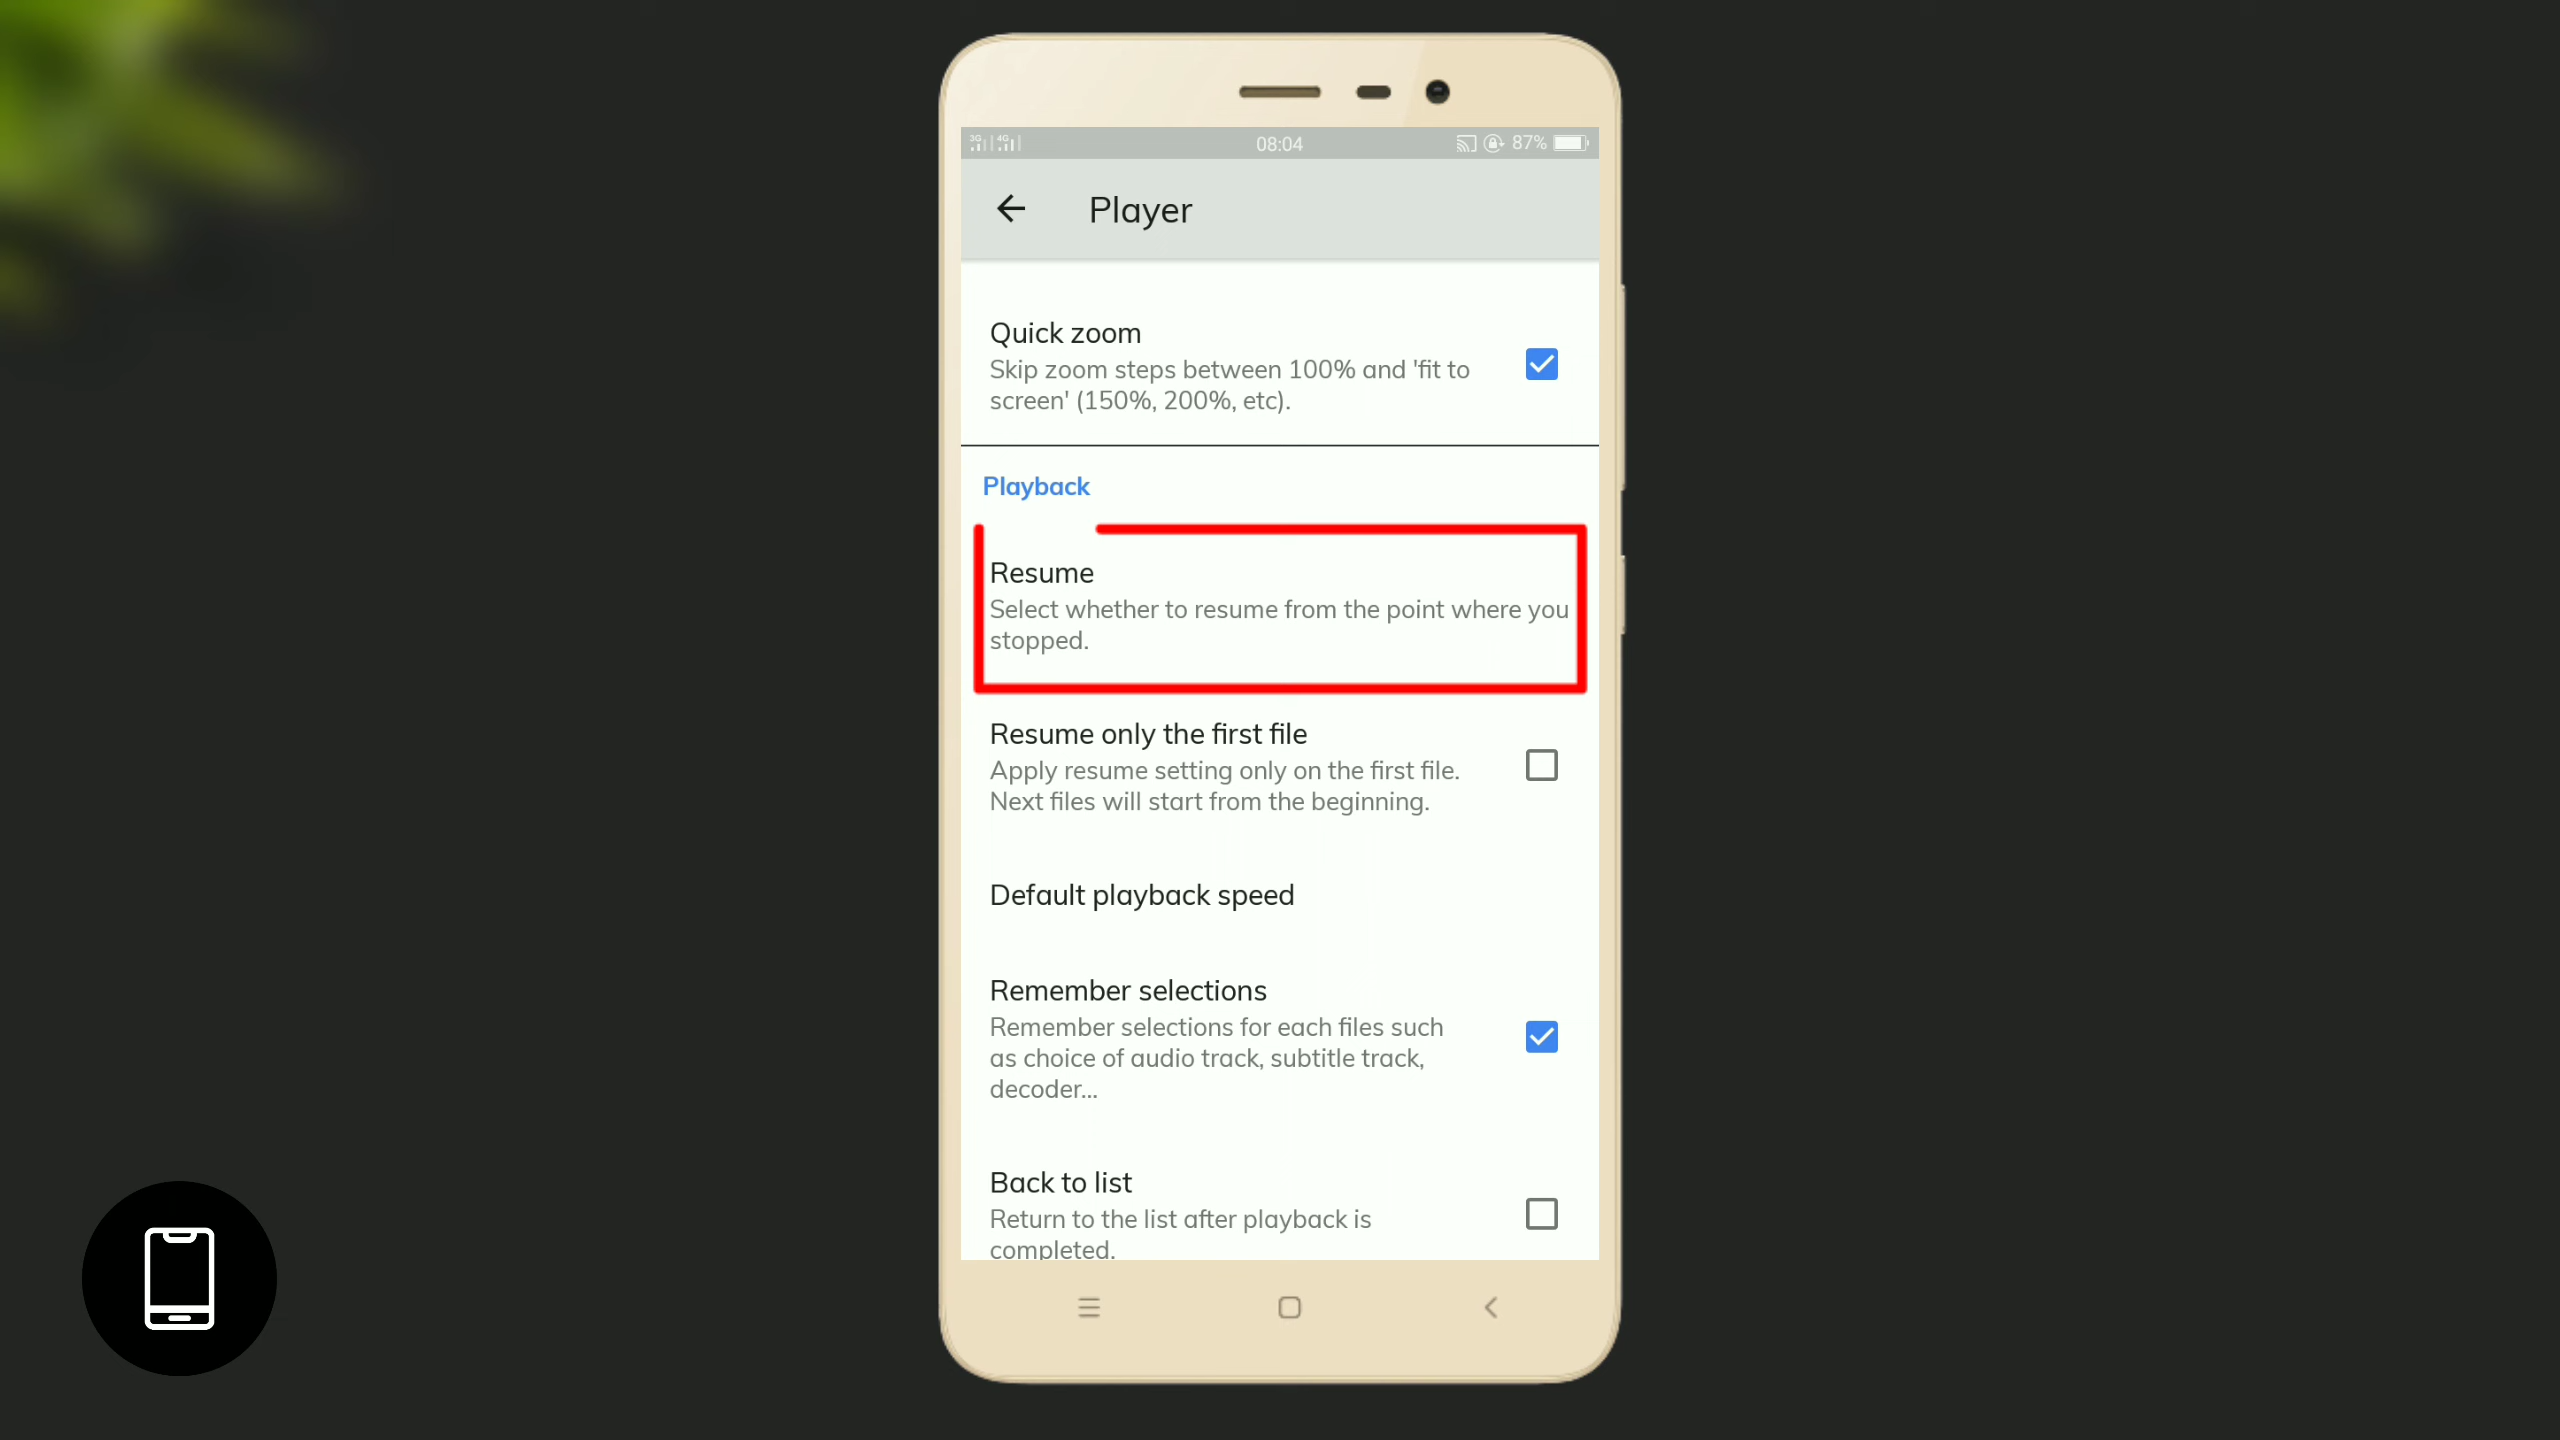 3G 4G 08:04 87%
Player
Quick zoom
Skip zoom steps between 100% and 'fit to
screen' (150%, 200%, etc).
Playback
Resume
Select whether to resume from the point where you
stopped.
Resume only the first file
Apply resume setting only on the first file.
Next files will start from the beginning.
Default playback speed
Remember selections
Remember selections for each files such
as choice of audio track, subtitle track,
decoder...
Back to list
Return to the list after playback is
completed.